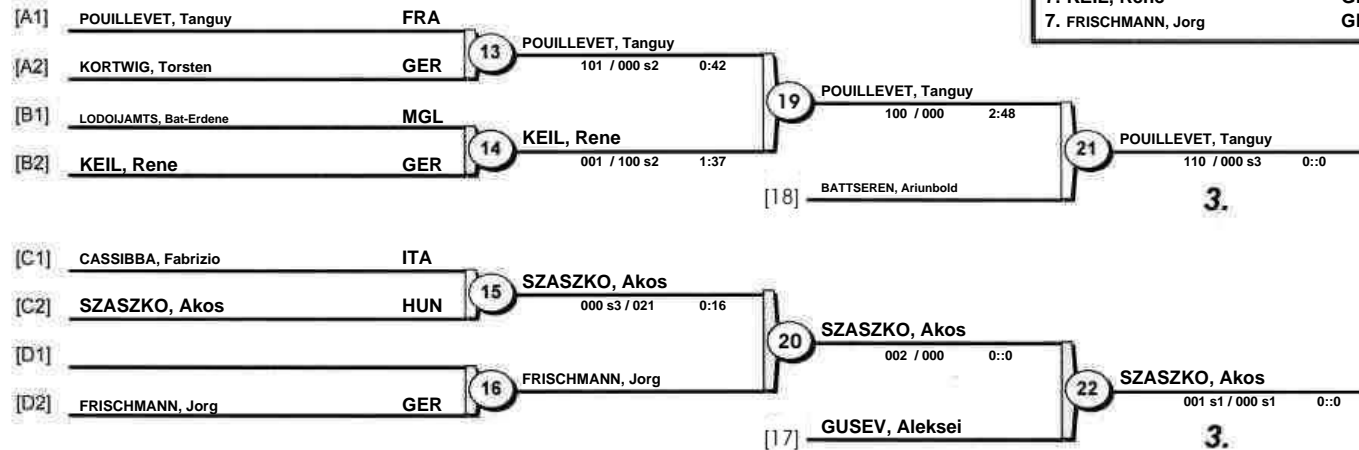 7. KEIL, Rene
7. FRISCHMANN, Jorg
[A1] POUILLEVET, Tanguy FRA
[A2] KORTWIG, Torsten GER
13 POUILLEVET, Tanguy
101 / 000 s2 0:42
[B1] LODOIJAMTS, Bat-Erdene MGL
[B2] KEIL, Rene GER
14 KEIL, Rene
001 / 100 s2 1:37
19 POUILLEVET, Tanguy
100 / 000 2:48
[18] BATTSEREN, Ariunbold
21 POUILLEVET, Tanguy
110 / 000 s3 0::0
3.
[C1] CASSIBBA, Fabrizio ITA
[C2] SZASZKO, Akos HUN
15 SZASZKO, Akos
000 s3 / 021 0:16
[D1]
[D2] FRISCHMANN, Jorg GER
16 FRISCHMANN, Jorg
20 SZASZKO, Akos
002 / 000 0::0
[17] GUSEV, Aleksei
22 SZASZKO, Akos
001 s1 / 000 s1 0::0
3.